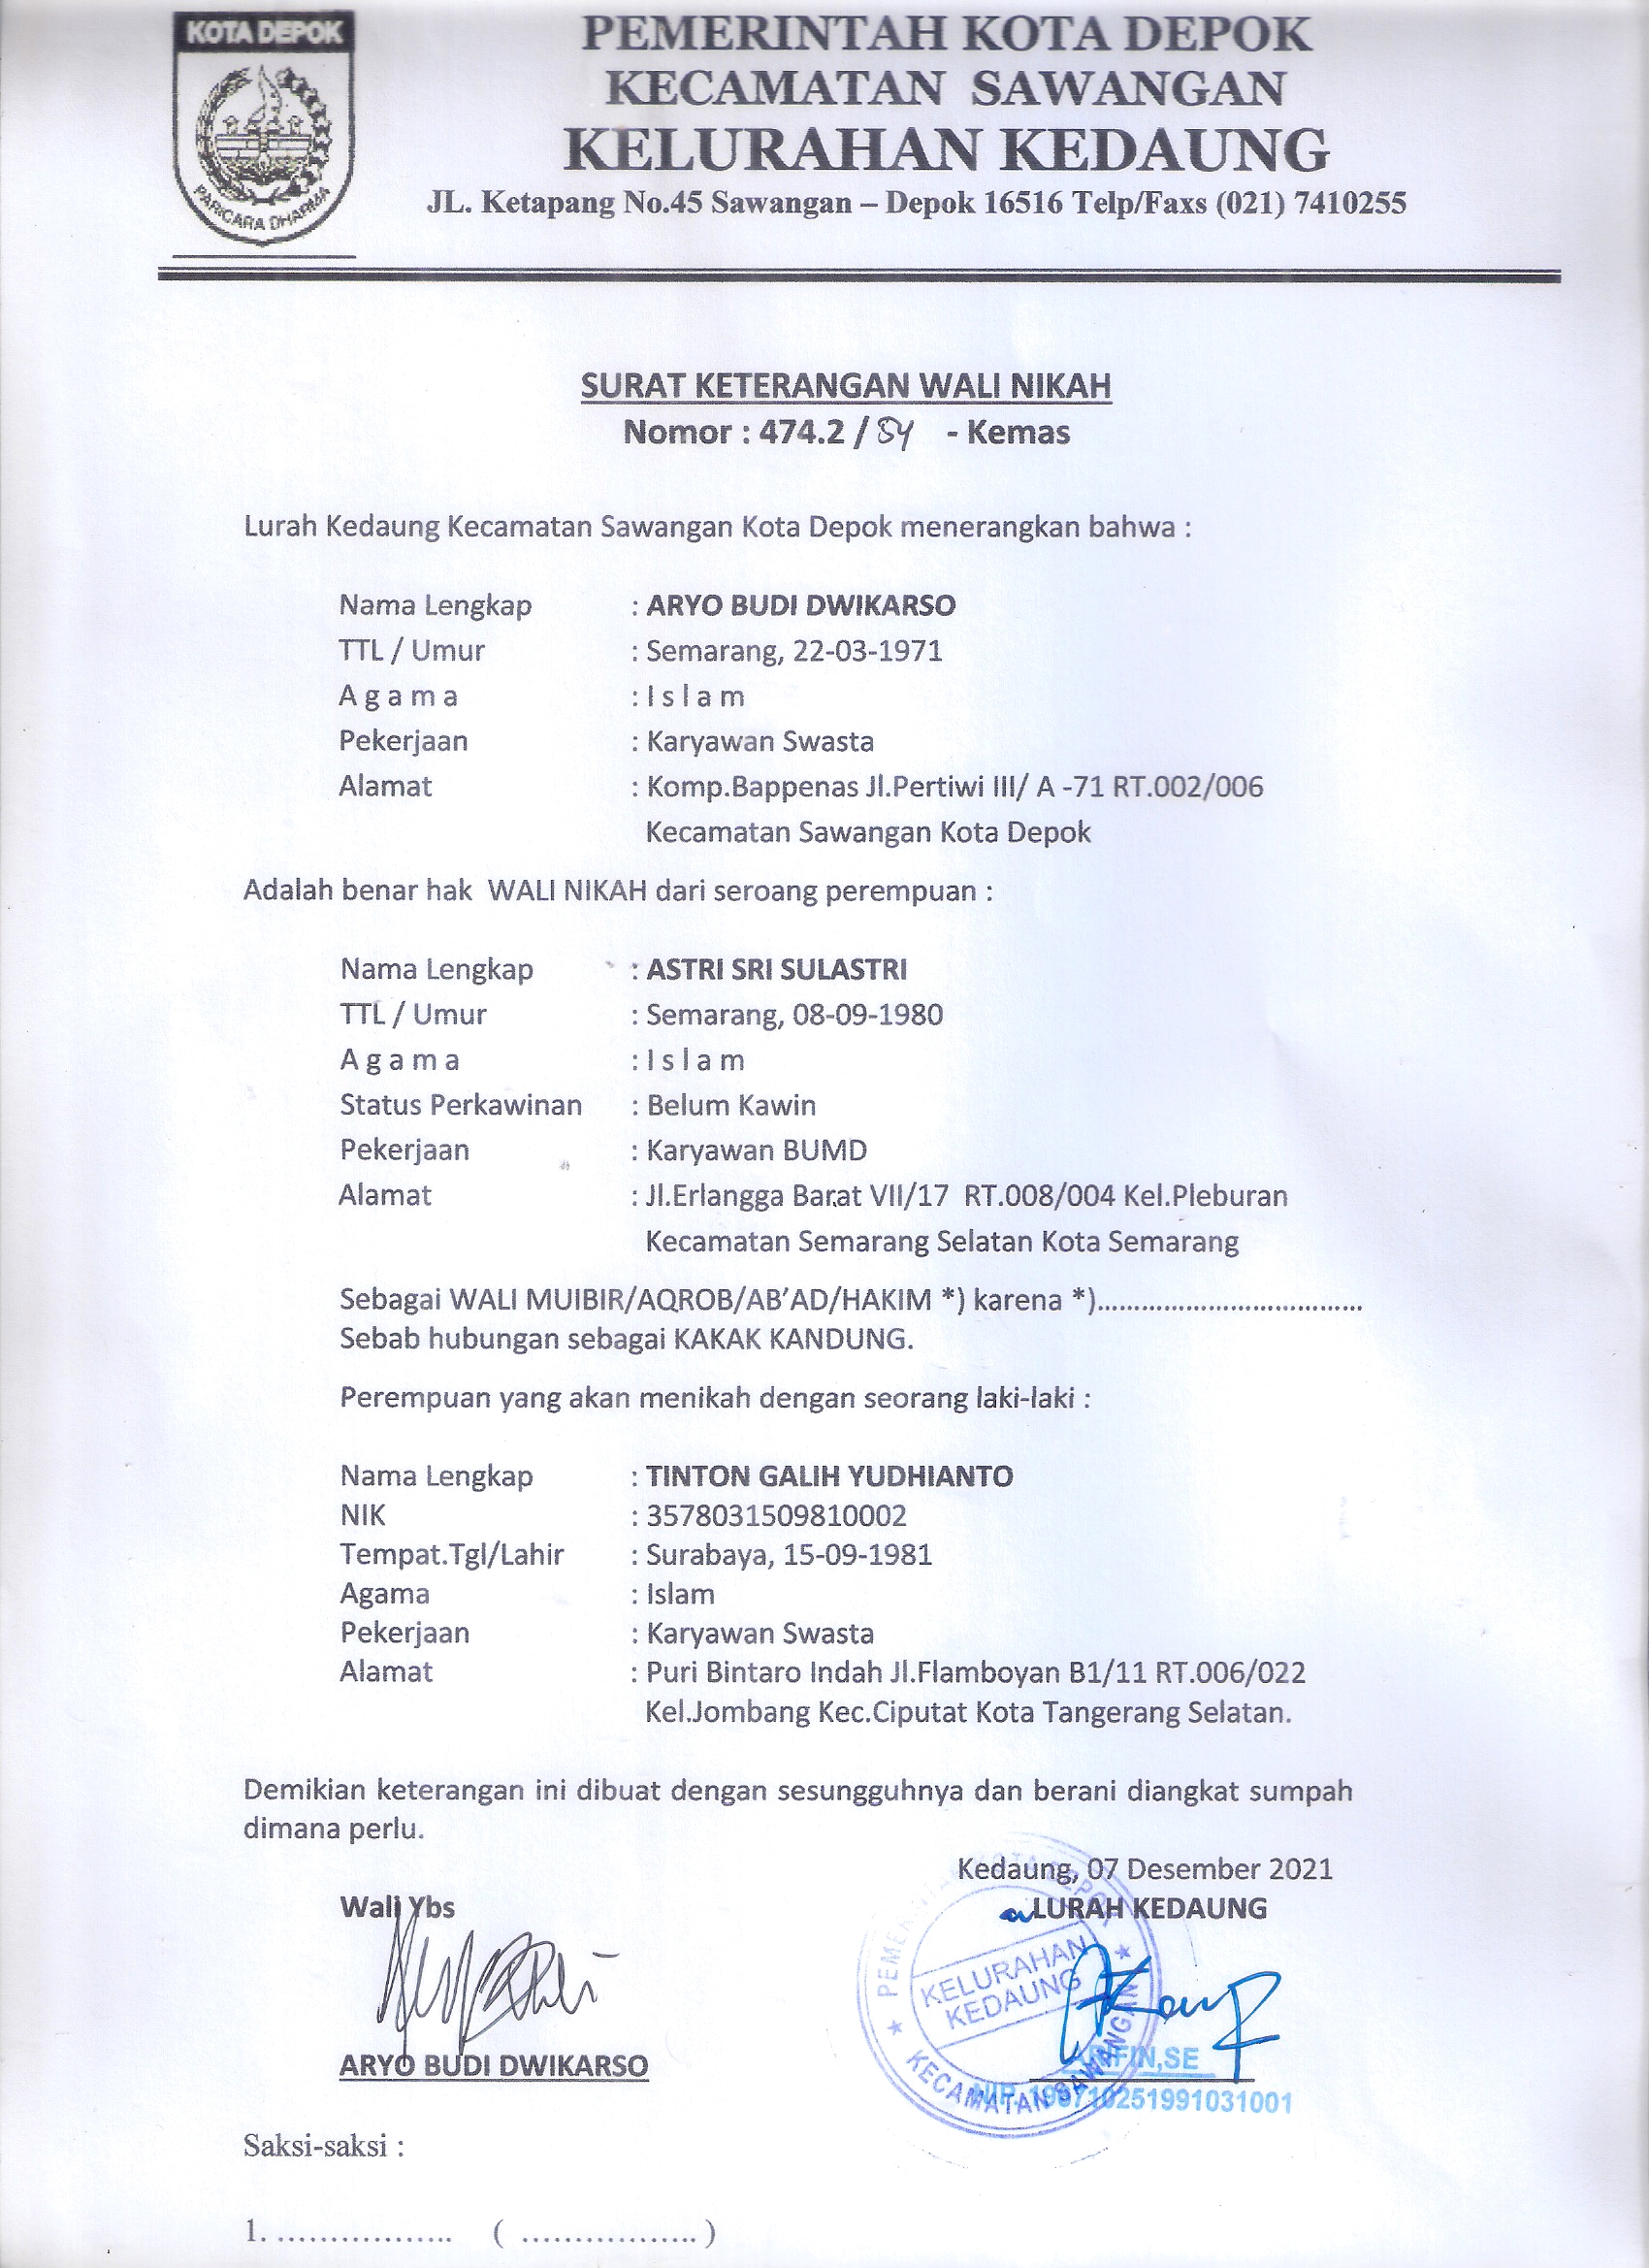 KOTA DEPOK
PARICARA DHARMA
PEMERINTAH KOTA DEPOK
KECAMATAN SAWANGAN
KELURAHAN KEDAUNG
JL. Ketapang No.45 Sawangan – Depok 16516 Telp/Faxs (021) 7410255
SURAT KETERANGAN WALI NIKAH
Nomor : 474.2 / 54 - Kemas
Lurah Kedaung Kecamatan Sawangan Kota Depok menerangkan bahwa :
Nama Lengkap : ARYO BUDI DWIKARSO
TTL / Umur : Semarang, 22-03-1971
A g a m a : I s l a m
Pekerjaan : Karyawan Swasta
Alamat : Komp.Bappenas Jl.Pertiwi III/ A -71 RT.002/006
Kecamatan Sawangan Kota Depok
Adalah benar hak WALI NIKAH dari seroang perempuan :
Nama Lengkap : ASTRI SRI SULASTRI
TTL / Umur : Semarang, 08-09-1980
A g a m a : I s l a m
Status Perkawinan : Belum Kawin
Pekerjaan : Karyawan BUMD
Alamat : Jl.Erlangga Barat VII/17 RT.008/004 Kel.Pleburan
Kecamatan Semarang Selatan Kota Semarang
Sebagai WALI MUIBIR/AQROB/AB’AD/HAKIM *) karena *)....................................
Sebab hubungan sebagai KAKAK KANDUNG.
Perempuan yang akan menikah dengan seorang laki-laki :
Nama Lengkap : TINTON GALIH YUDHIANTO
NIK : 3578031509810002
Tempat.Tgl/Lahir : Surabaya, 15-09-1981
Agama : Islam
Pekerjaan : Karyawan Swasta
Alamat : Puri Bintaro Indah Jl.Flamboyan B1/11 RT.006/022
Kel.Jombang Kec.Ciputat Kota Tangerang Selatan.
Demikian keterangan ini dibuat dengan sesungguhnya dan berani diangkat sumpah
dimana perlu.
Kedaung, 07 Desember 2021
Wali Ybs LURAH KEDAUNG
PEMERINTAH KOTA DEPOK
KELURAHAN
KEDAUNG
KECAMATAN SAWANGAN
ARIFIN,SE
ARYO BUDI DWIKARSO
NIP. 196710251991031001
Saksi-saksi :
1. .................. ( .................. )